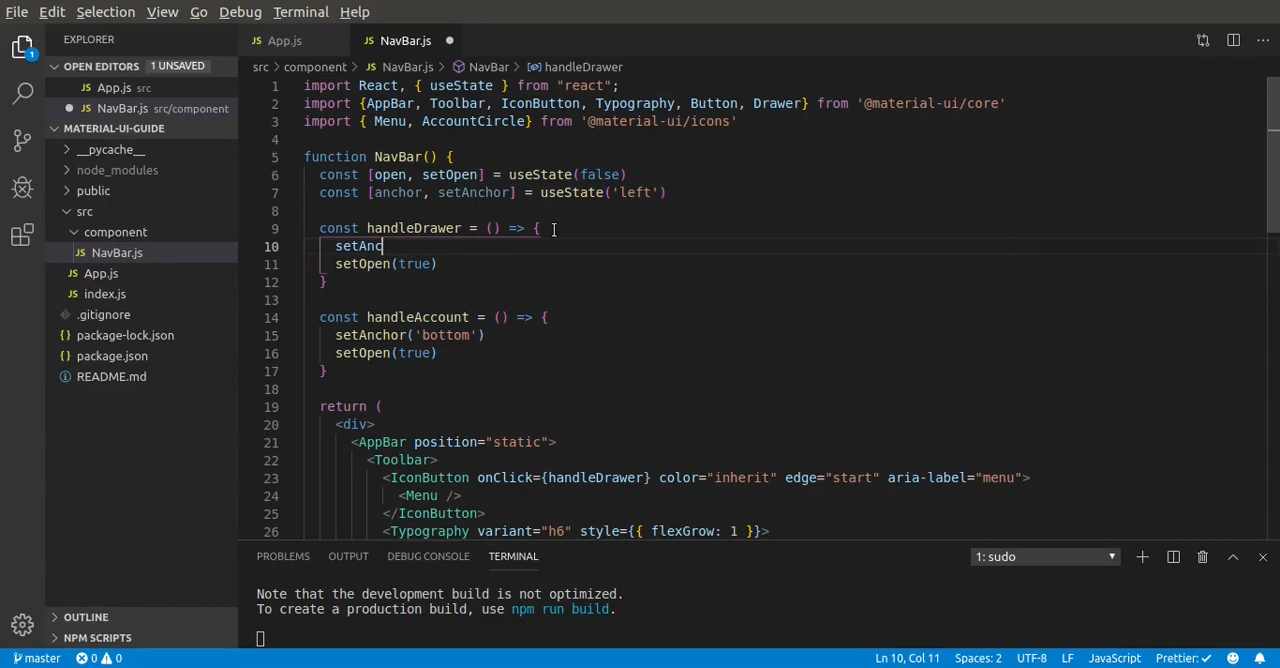 File Edit Selection View Go Debug Terminal Help
EXPLORER
OPEN EDITORS 1 UNSAVED
JS App.js src
JS NavBar.js src/component
MATERIAL-UI-GUIDE
__pycache__
node_modules
public
src
component
JS NavBar.js
JS App.js
JS index.js
.gitignore
{} package-lock.json
{} package.json
README.md
OUTLINE
NPM SCRIPTS
1
JS App.js JS NavBar.js
src > component > JS NavBar.js > NavBar > handleDrawer
1 import React, { useState } from "react";
2 import {AppBar, Toolbar, IconButton, Typography, Button, Drawer} from '@material-ui/core'
3 import { Menu, AccountCircle} from '@material-ui/icons'
4
5 function NavBar() {
6 const [open, setOpen] = useState(false)
7 const [anchor, setAnchor] = useState('left')
8
9 const handleDrawer = () => {
10 setAnc
11 setOpen(true)
12 }
13
14 const handleAccount = () => {
15 setAnchor('bottom')
16 setOpen(true)
17 }
18
19 return (
20 <div>
21 <AppBar position="static">
22 <Toolbar>
23 <IconButton onClick={handleDrawer} color="inherit" edge="start" aria-label="menu">
24 <Menu />
25 </IconButton>
26 <Typography variant="h6" style={{ flexGrow: 1 }}>
PROBLEMS OUTPUT DEBUG CONSOLE TERMINAL 1: sudo
Note that the development build is not optimized.
To create a production build, use npm run build.
master 0 0 Ln 10, Col 11 Spaces: 2 UTF-8 LF JavaScript Prettier: ✓